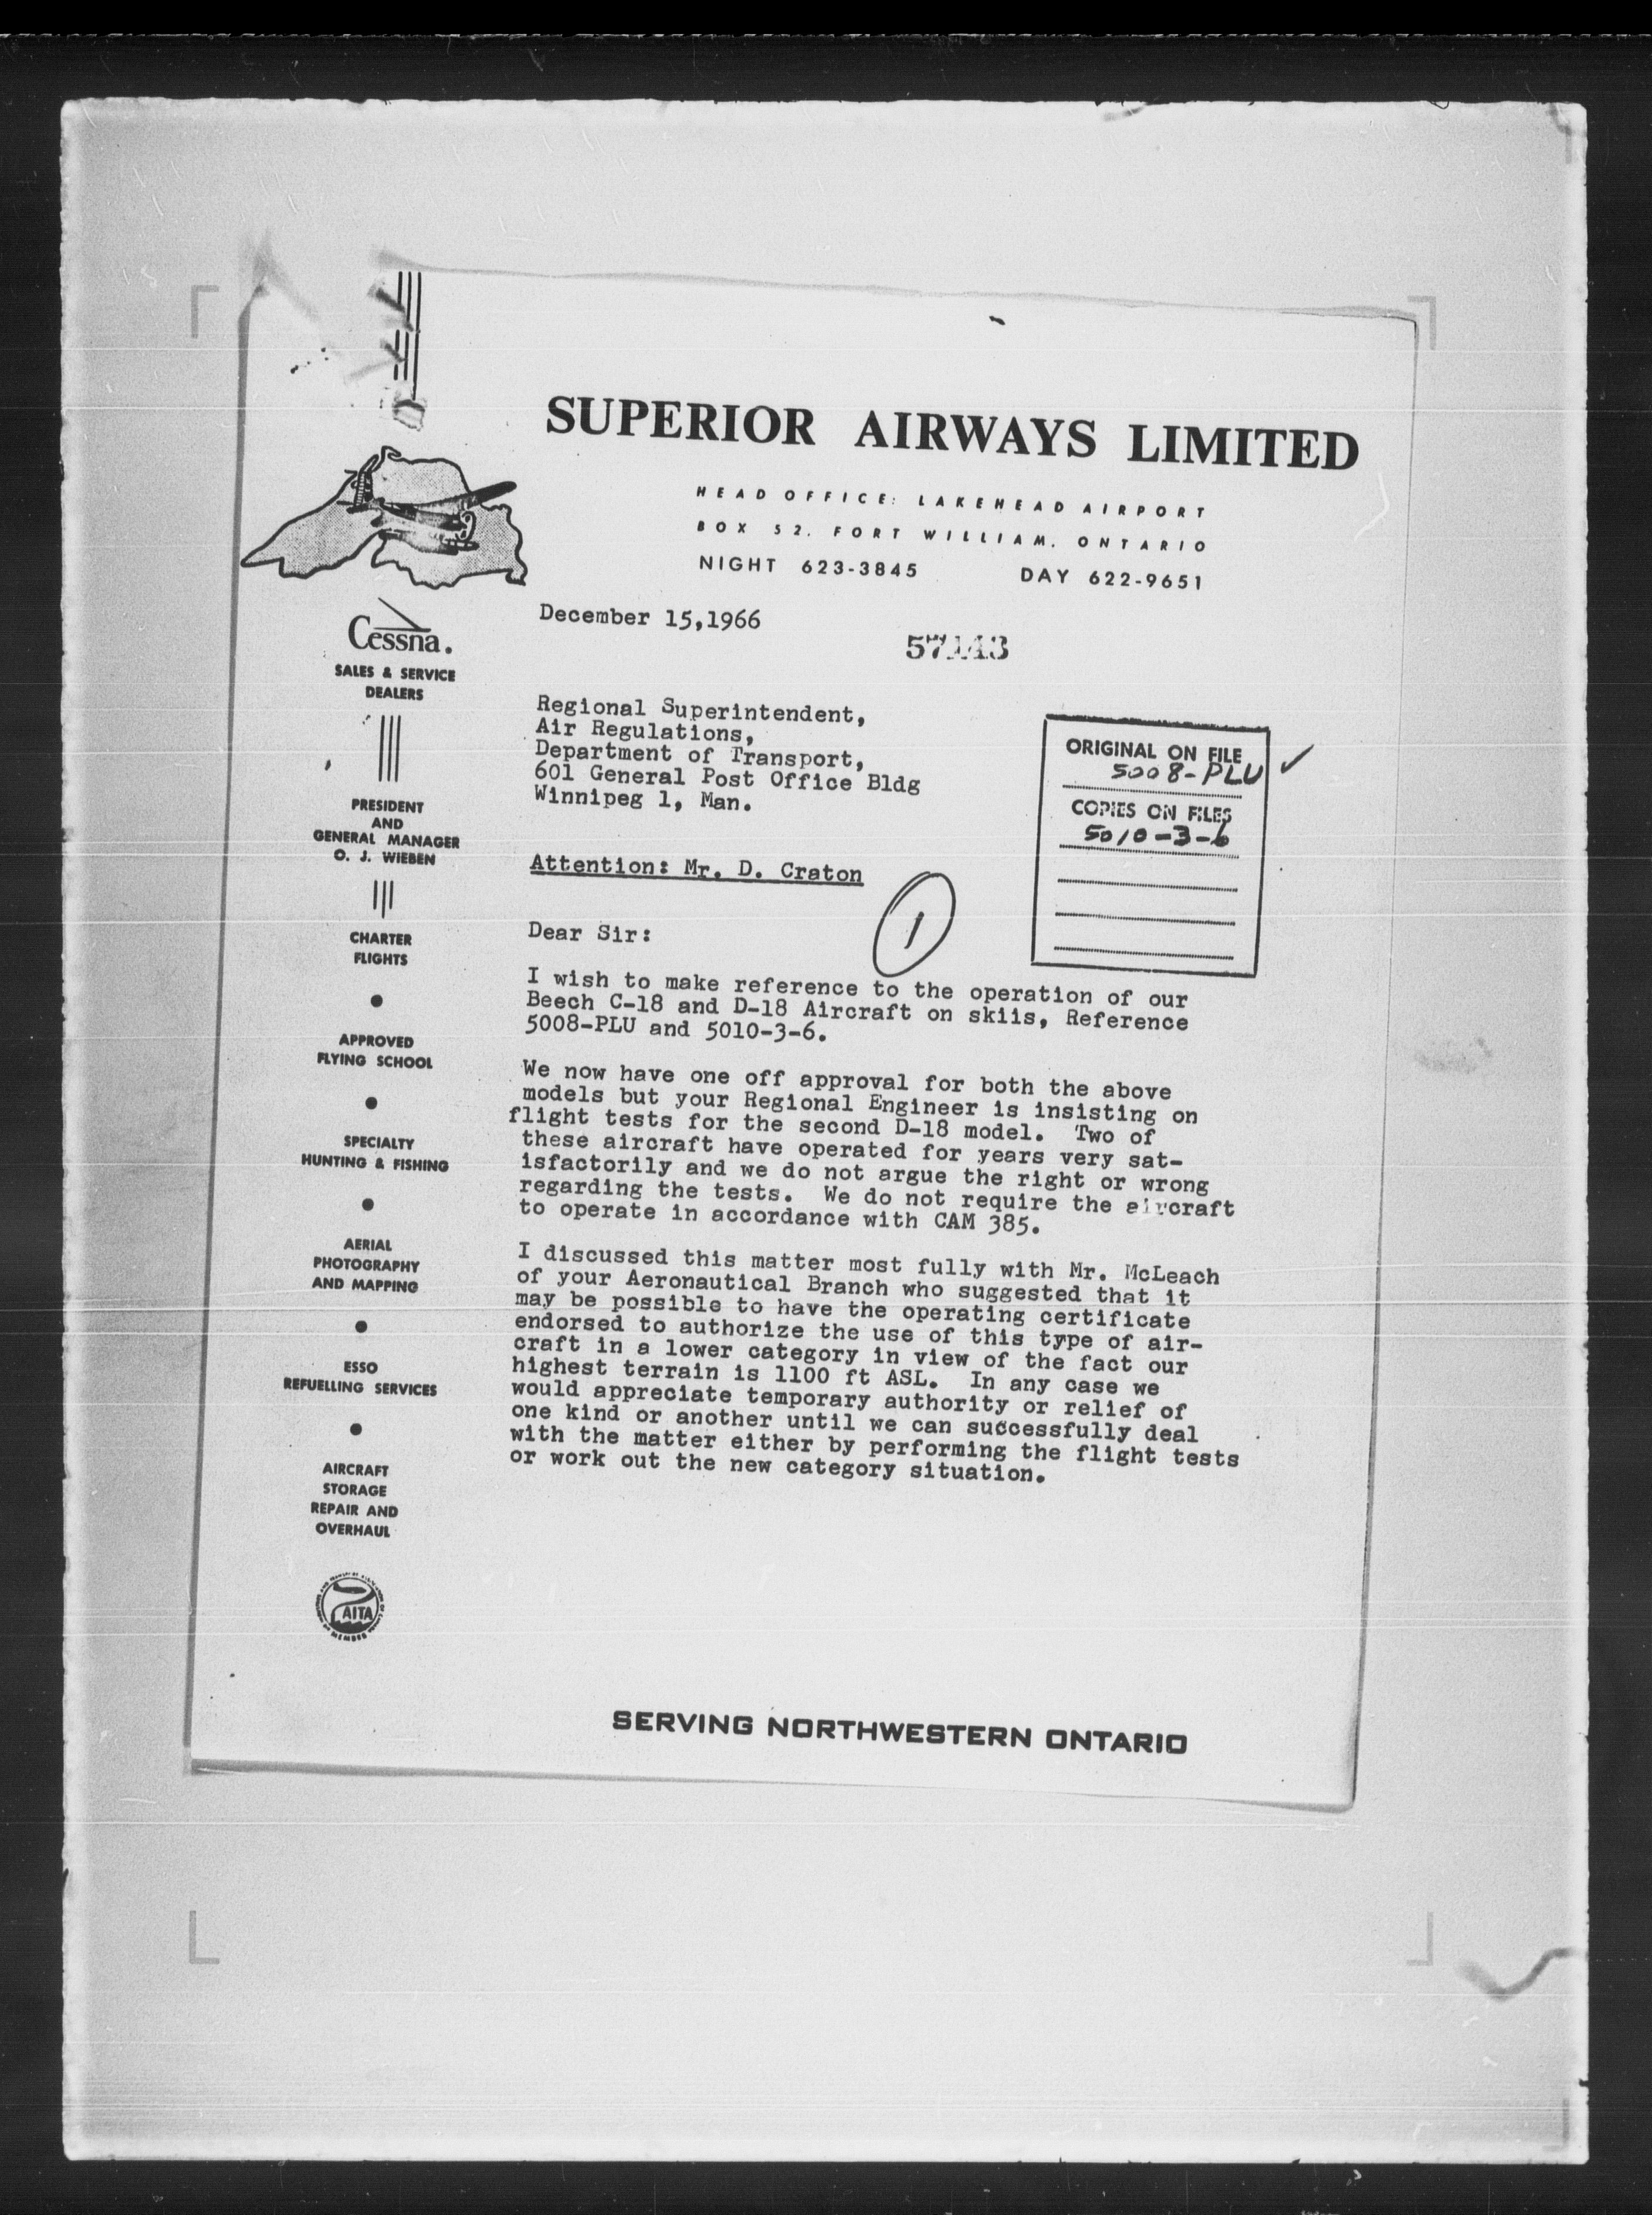 SUPERIOR AIRWAYS LIMITED
HEAD OFFICE: LAKEHEAD AIRPORT
BOX 52, FORT WILLIAM, ONTARIO
NIGHT 623-3845 DAY 622-9651
Cessna.
SALES & SERVICE
DEALERS
PRESIDENT
AND
GENERAL MANAGER
O. J. WIEBEN
CHARTER
FLIGHTS
APPROVED
FLYING SCHOOL
SPECIALTY
HUNTING & FISHING
AERIAL
PHOTOGRAPHY
AND MAPPING
ESSO
REFUELLING SERVICES
AIRCRAFT
STORAGE
REPAIR AND
OVERHAUL
AITA
MEMBER
December 15,1966
57143
Regional Superintendent,
Air Regulations,
Department of Transport,
601 General Post Office Bldg
Winnipeg 1, Man.
ORIGINAL ON FILE
5008-PLU ✓
COPIES ON FILES
5010-3-6
Attention: Mr. D. Craton
1
Dear Sir:
I wish to make reference to the operation of our
Beech C-18 and D-18 Aircraft on skiis, Reference
5008-PLU and 5010-3-6.
We now have one off approval for both the above
models but your Regional Engineer is insisting on
flight tests for the second D-18 model. Two of
these aircraft have operated for years very sat-
isfactorily and we do not argue the right or wrong
regarding the tests. We do not require the aircraft
to operate in accordance with CAM 385.
I discussed this matter most fully with Mr. McLeach
of your Aeronautical Branch who suggested that it
may be possible to have the operating certificate
endorsed to authorize the use of this type of air-
craft in a lower category in view of the fact our
highest terrain is 1100 ft ASL. In any case we
would appreciate temporary authority or relief of
one kind or another until we can successfully deal
with the matter either by performing the flight tests
or work out the new category situation.
SERVING NORTHWESTERN ONTARIO